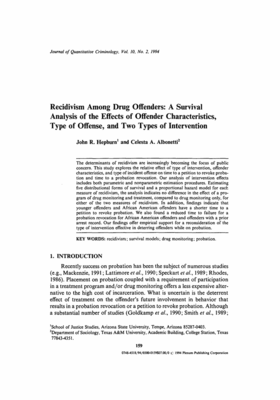 Journal of Quantitative Criminology, Vol. 10, No. 2, 1994
Recidivism Among Drug Offenders: A Survival
Analysis of the Effects of Offender Characteristics,
Type of Offense, and Two Types of Intervention
John R. Hepburn¹ and Celesta A. Albonetti²
The determinants of recidivism are increasingly becoming the focus of public
concern. This study explores the relative effect of type of intervention, offender
characteristics, and type of incident offense on time to a petition to revoke proba-
tion and time to a probation revocation. Our analysis of intervention effects
includes both parametric and nonparametric estimation procedures. Estimating
five distributional forms of survival and a proportional hazard model for each
measure of recidivism, the analysis indicates no difference in the effect of a pro-
gram of drug monitoring and treatment, compared to drug monitoring only, for
either of the two measures of recidivism. In addition, findings indicate that
younger offenders and African American offenders have a shorter time to a
petition to revoke probation. We also found a reduced time to failure for a
probation revocation for African American offenders and offenders with a prior
arrest record. Our findings offer empirical support for a reconsideration of the
type of intervention effective in deterring offenders while on probation.
KEY WORDS: recidivism; survival models; drug monitoring; probation.
1. INTRODUCTION
Recently success on probation has been the subject of numerous studies
(e.g., Mackenzie, 1991; Lattimore et al., 1990; Speckart et al., 1989; Rhodes,
1986). Placement on probation coupled with a requirement of participation
in a treatment program and/or drug monitoring offers a less expensive alter-
native to the high cost of incarceration. What is uncertain is the deterrent
effect of treatment on the offender's future involvement in behavior that
results in a probation revocation or a petition to revoke probation. Although
a substantial number of studies (Goldkamp et al., 1990; Smith et al., 1989;
¹School of Justice Studies, Arizona State University, Tempe, Arizona 85287-0403.
²Department of Sociology, Texas A&M University, Academic Building, College Station, Texas
77843-4351.
159
0748-4518/94/0600-0159$07.00/0 © 1994 Plenum Publishing Corporation